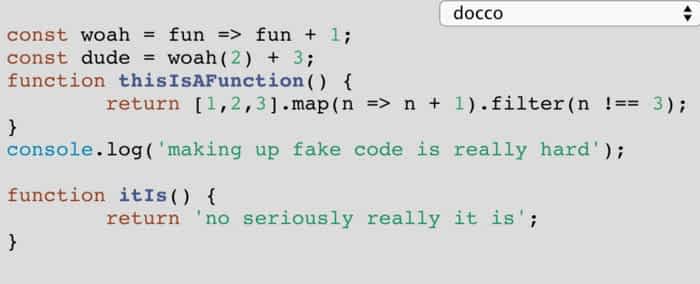 docco
const woah = fun => fun + 1;
const dude = woah(2) + 3;
function thisIsAFunction() {
        return [1,2,3].map(n => n + 1).filter(n !== 3);
}
console.log('making up fake code is really hard');

function itIs() {
        return 'no seriously really it is';
}